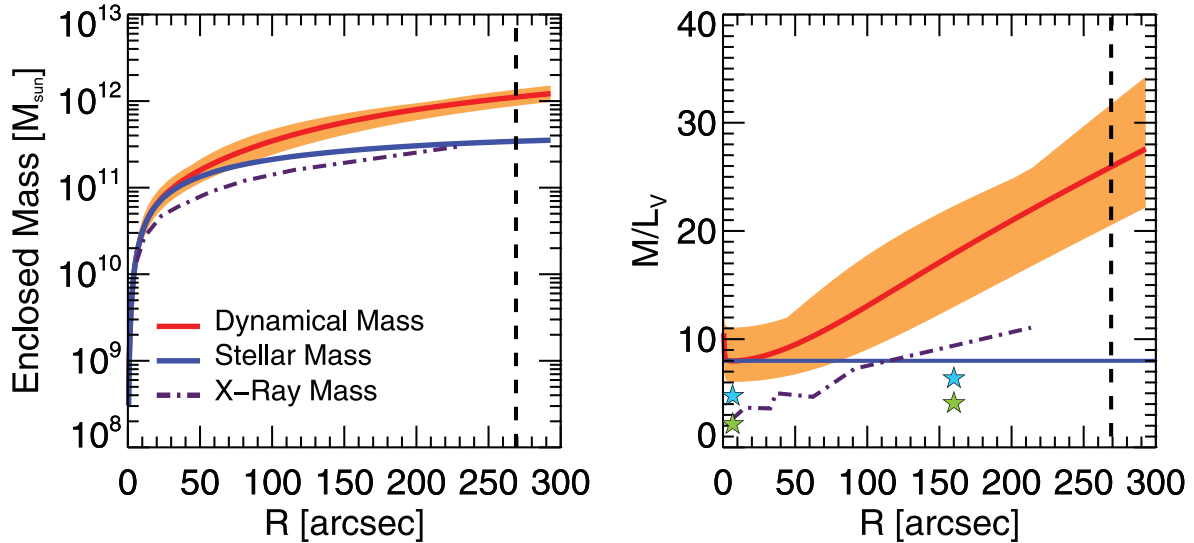 Enclosed Mass [M_sun]
10^13
10^12
10^11
10^10
10^9
10^8
Dynamical Mass
Stellar Mass
X-Ray Mass
0 50 100 150 200 250 300
R [arcsec]
M/L_V
40
30
20
10
0
0 50 100 150 200 250 300
R [arcsec]